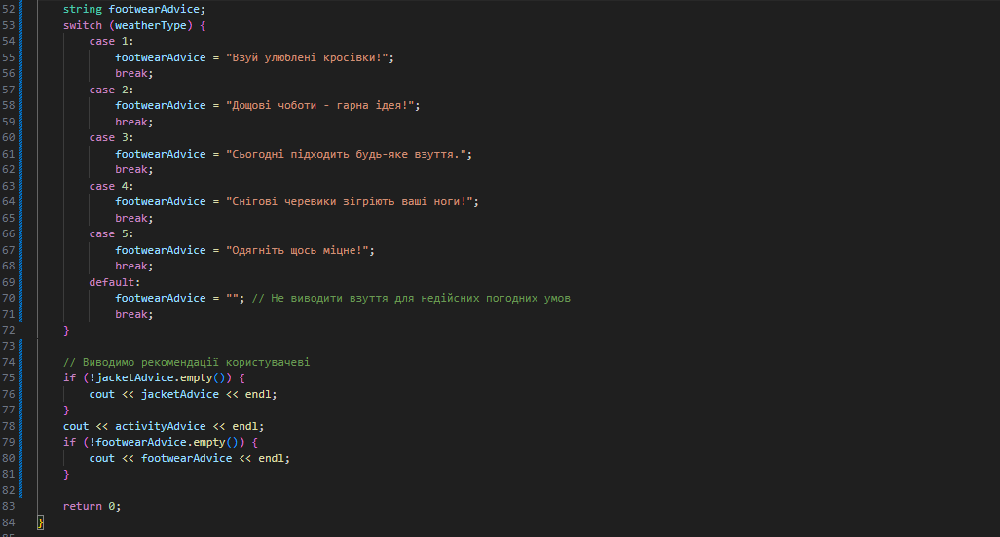 52 string footwearAdvice;
53 switch (weatherType) {
54 case 1:
55 footwearAdvice = "Взуй улюблені кросівки!";
56 break;
57 case 2:
58 footwearAdvice = "Дощові чоботи - гарна ідея!";
59 break;
60 case 3:
61 footwearAdvice = "Сьогодні підходить будь-яке взуття.";
62 break;
63 case 4:
64 footwearAdvice = "Снігові черевики зігріють ваші ноги!";
65 break;
66 case 5:
67 footwearAdvice = "Одягніть щось міцне!";
68 break;
69 default:
70 footwearAdvice = ""; // Не виводити взуття для недійсних погодних умов
71 break;
72 }
73
74 // Виводимо рекомендації користувачеві
75 if (!jacketAdvice.empty()) {
76 cout << jacketAdvice << endl;
77 }
78 cout << activityAdvice << endl;
79 if (!footwearAdvice.empty()) {
80 cout << footwearAdvice << endl;
81 }
82
83 return 0;
84 }
85